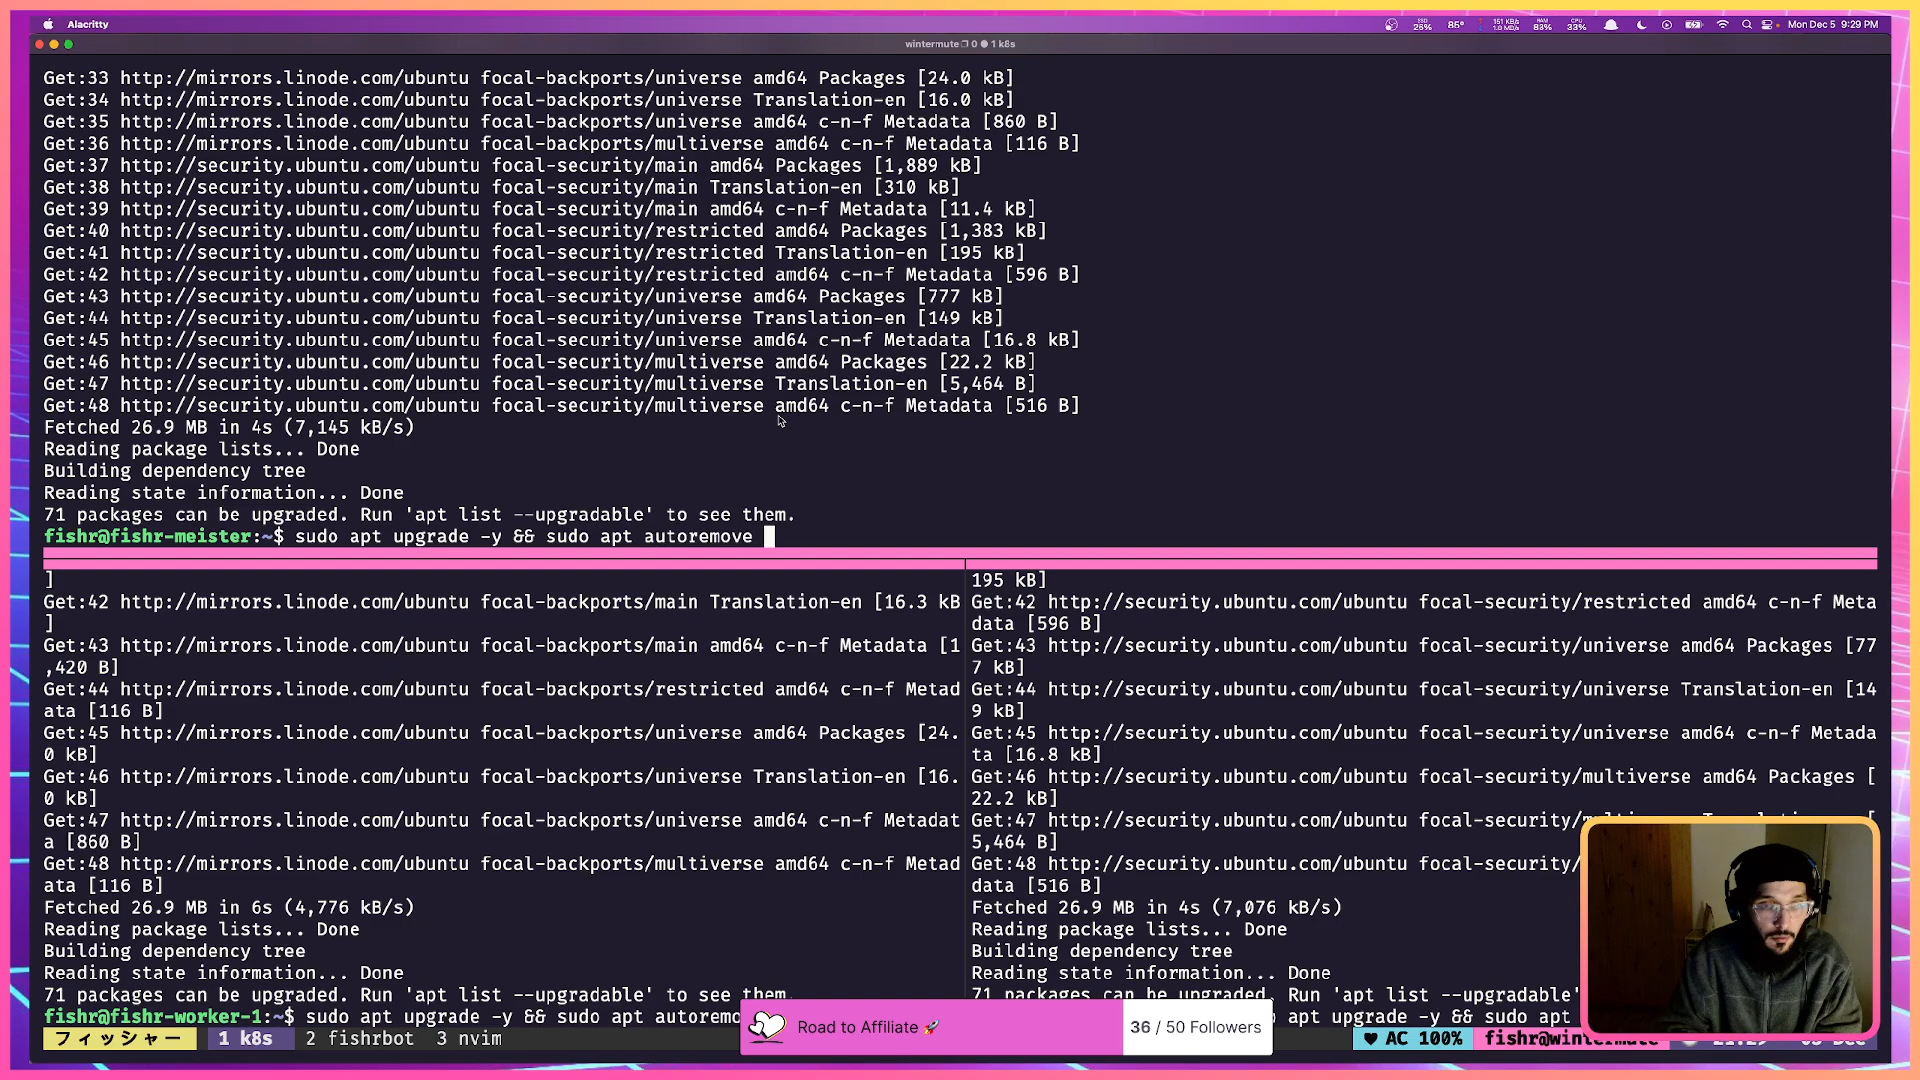 Alacritty
SSD 26%
85°
151 KB/s
1.0 MB/s
RAM 83%
CPU 33%
Mon Dec 5 9:29 PM
wintermute 0 1 k8s
Get:33 http://mirrors.linode.com/ubuntu focal-backports/universe amd64 Packages [24.0 kB]
Get:34 http://mirrors.linode.com/ubuntu focal-backports/universe Translation-en [16.0 kB]
Get:35 http://mirrors.linode.com/ubuntu focal-backports/universe amd64 c-n-f Metadata [860 B]
Get:36 http://mirrors.linode.com/ubuntu focal-backports/multiverse amd64 c-n-f Metadata [116 B]
Get:37 http://security.ubuntu.com/ubuntu focal-security/main amd64 Packages [1,889 kB]
Get:38 http://security.ubuntu.com/ubuntu focal-security/main Translation-en [310 kB]
Get:39 http://security.ubuntu.com/ubuntu focal-security/main amd64 c-n-f Metadata [11.4 kB]
Get:40 http://security.ubuntu.com/ubuntu focal-security/restricted amd64 Packages [1,383 kB]
Get:41 http://security.ubuntu.com/ubuntu focal-security/restricted Translation-en [195 kB]
Get:42 http://security.ubuntu.com/ubuntu focal-security/restricted amd64 c-n-f Metadata [596 B]
Get:43 http://security.ubuntu.com/ubuntu focal-security/universe amd64 Packages [777 kB]
Get:44 http://security.ubuntu.com/ubuntu focal-security/universe Translation-en [149 kB]
Get:45 http://security.ubuntu.com/ubuntu focal-security/universe amd64 c-n-f Metadata [16.8 kB]
Get:46 http://security.ubuntu.com/ubuntu focal-security/multiverse amd64 Packages [22.2 kB]
Get:47 http://security.ubuntu.com/ubuntu focal-security/multiverse Translation-en [5,464 B]
Get:48 http://security.ubuntu.com/ubuntu focal-security/multiverse amd64 c-n-f Metadata [516 B]
Fetched 26.9 MB in 4s (7,145 kB/s)
Reading package lists... Done
Building dependency tree
Reading state information... Done
71 packages can be upgraded. Run 'apt list --upgradable' to see them.
fishr@fishr-meister:~$ sudo apt upgrade -y && sudo apt autoremove
]
Get:42 http://mirrors.linode.com/ubuntu focal-backports/main Translation-en [16.3 kB
]
Get:43 http://mirrors.linode.com/ubuntu focal-backports/main amd64 c-n-f Metadata [1
,420 B]
Get:44 http://mirrors.linode.com/ubuntu focal-backports/restricted amd64 c-n-f Metad
ata [116 B]
Get:45 http://mirrors.linode.com/ubuntu focal-backports/universe amd64 Packages [24.
0 kB]
Get:46 http://mirrors.linode.com/ubuntu focal-backports/universe Translation-en [16.
0 kB]
Get:47 http://mirrors.linode.com/ubuntu focal-backports/universe amd64 c-n-f Metadat
a [860 B]
Get:48 http://mirrors.linode.com/ubuntu focal-backports/multiverse amd64 c-n-f Metad
ata [116 B]
Fetched 26.9 MB in 6s (4,776 kB/s)
Reading package lists... Done
Building dependency tree
Reading state information... Done
71 packages can be upgraded. Run 'apt list --upgradable' to see them.
fishr@fishr-worker-1:~$ sudo apt upgrade -y && sudo apt autoremo
195 kB]
Get:42 http://security.ubuntu.com/ubuntu focal-security/restricted amd64 c-n-f Meta
data [596 B]
Get:43 http://security.ubuntu.com/ubuntu focal-security/universe amd64 Packages [77
7 kB]
Get:44 http://security.ubuntu.com/ubuntu focal-security/universe Translation-en [14
9 kB]
Get:45 http://security.ubuntu.com/ubuntu focal-security/universe amd64 c-n-f Metada
ta [16.8 kB]
Get:46 http://security.ubuntu.com/ubuntu focal-security/multiverse amd64 Packages [
22.2 kB]
Get:47 http://security.ubuntu.com/ubuntu focal-security/
5,464 B]
Get:48 http://security.ubuntu.com/ubuntu focal-security/
data [516 B]
Fetched 26.9 MB in 4s (7,076 kB/s)
Reading package lists... Done
Building dependency tree
Reading state information... Done
71 packages can be upgraded. Run 'apt list --upgradable'
apt upgrade -y && sudo apt
Road to Affiliate 🚀
36 / 50 Followers
フィッシャー 1 k8s 2 fishrbot 3 nvim
♥ AC 100% fishr@wintermute